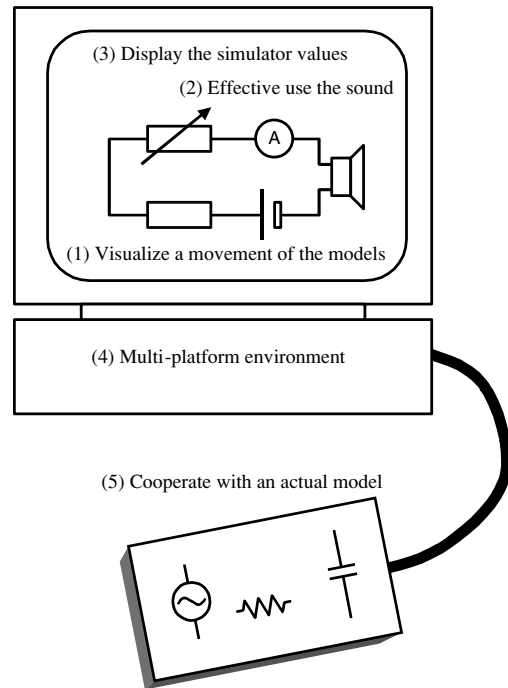 (3) Display the simulator values
(2) Effective use the sound
A
(1) Visualize a movement of the models
(4) Multi-platform environment
(5) Cooperate with an actual model